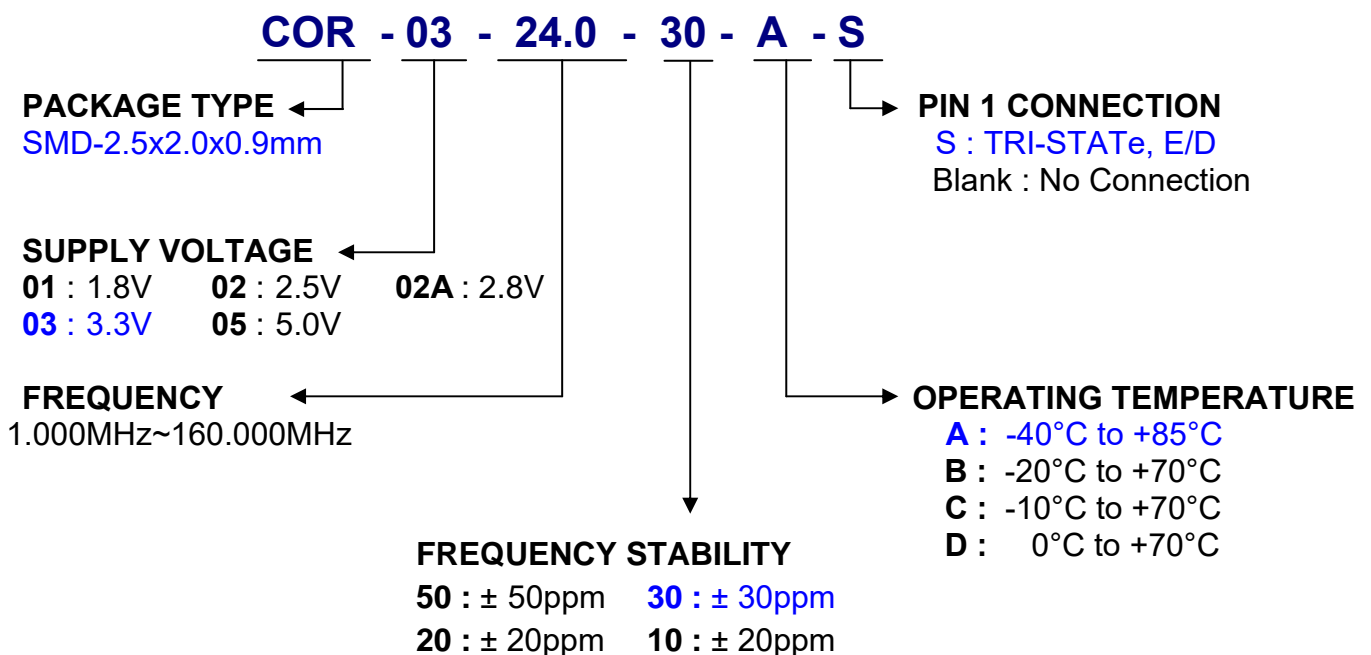 COR - 03 - 24.0 - 30 - A - S
PACKAGE TYPE
SMD-2.5x2.0x0.9mm
PIN 1 CONNECTION
S : TRI-STATe, E/D
Blank : No Connection
SUPPLY VOLTAGE
01 : 1.8V 02 : 2.5V 02A : 2.8V
03 : 3.3V 05 : 5.0V
FREQUENCY
1.000MHz~160.000MHz
OPERATING TEMPERATURE
A : -40°C to +85°C
B : -20°C to +70°C
C : -10°C to +70°C
D : 0°C to +70°C
FREQUENCY STABILITY
50 : ± 50ppm 30 : ± 30ppm
20 : ± 20ppm 10 : ± 20ppm